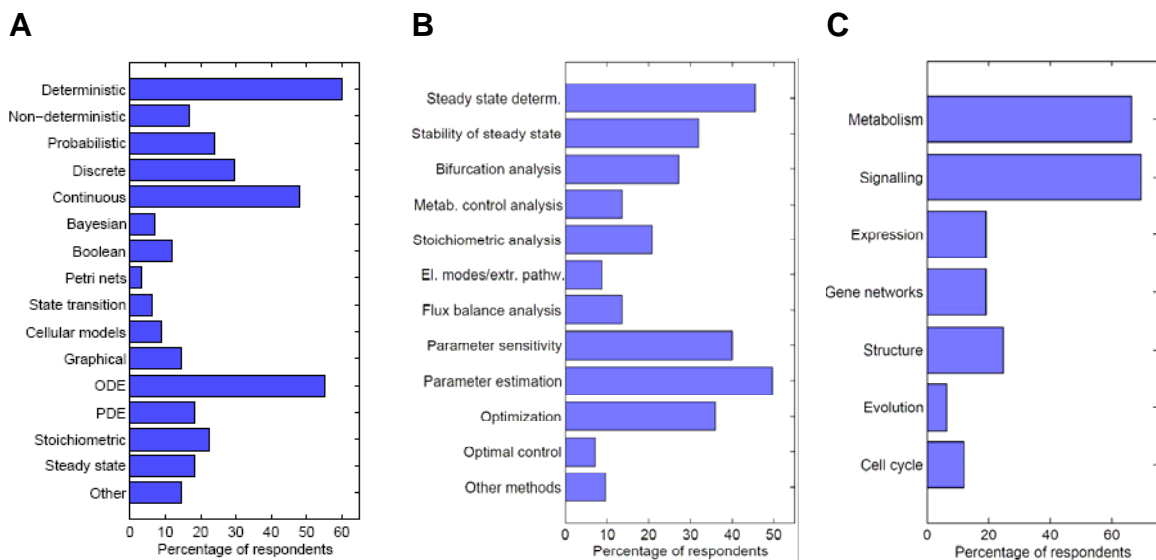 A
Deterministic
Non-deterministic
Probabilistic
Discrete
Continuous
Bayesian
Boolean
Petri nets
State transition
Cellular models
Graphical
ODE
PDE
Stoichiometric
Steady state
Other
0 10 20 30 40 50 60
Percentage of respondents
B
Steady state determ.
Stability of steady state
Bifurcation analysis
Metab. control analysis
Stoichiometric analysis
El. modes/extr. pathw.
Flux balance analysis
Parameter sensitivity
Parameter estimation
Optimization
Optimal control
Other methods
0 10 20 30 40 50
Percentage of respondents
C
Metabolism
Signalling
Expression
Gene networks
Structure
Evolution
Cell cycle
0 20 40 60
Percentage of respondents